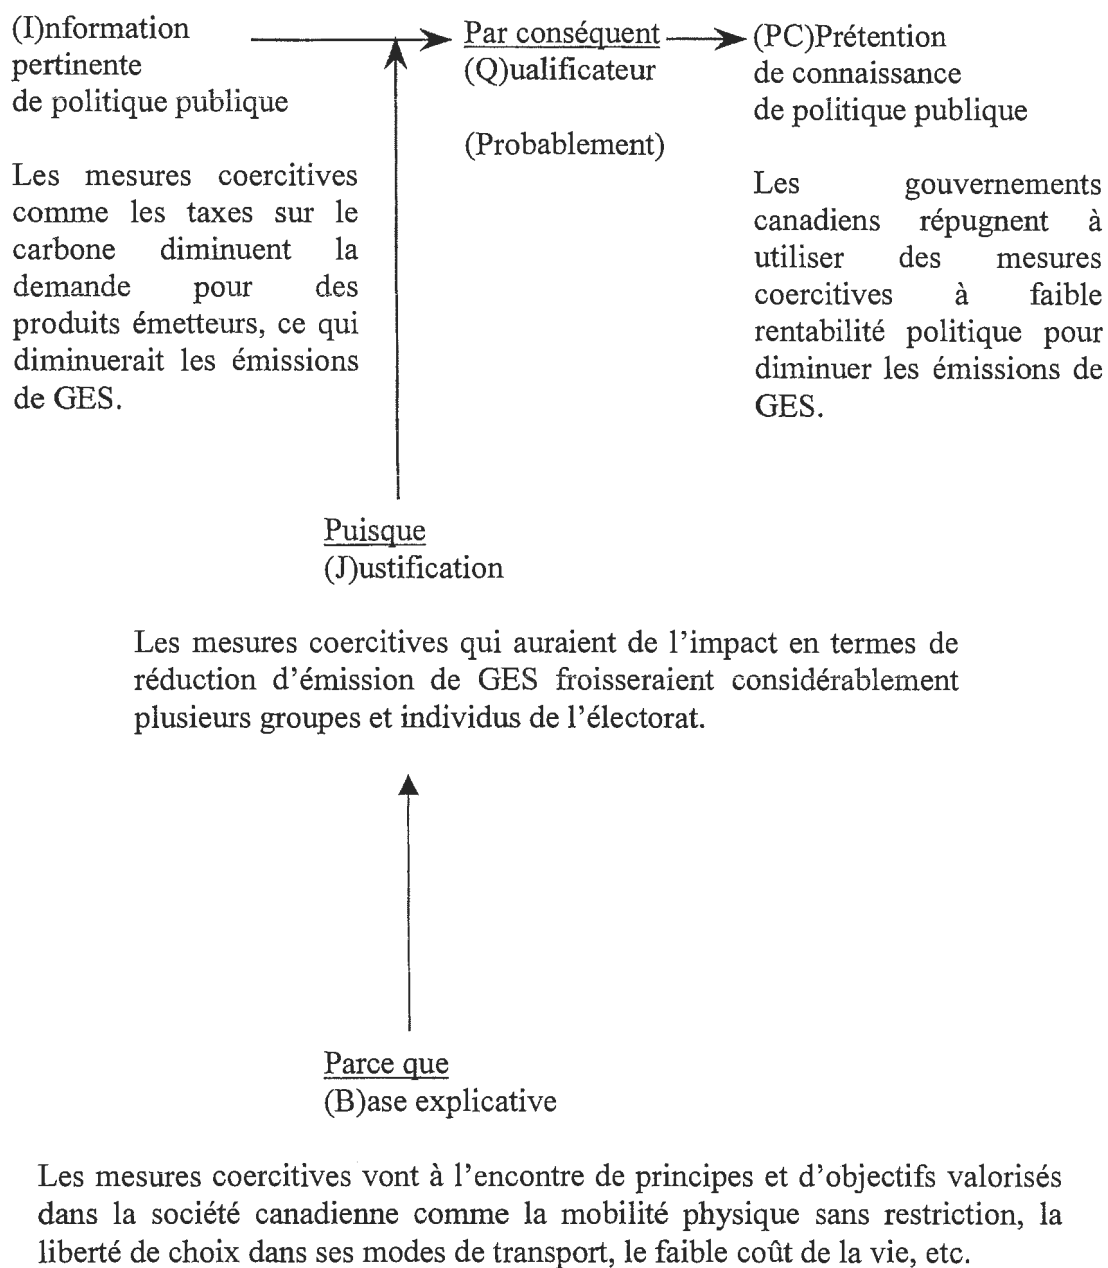 (I)nformation
pertinente
de politique publique
Les mesures coercitives
comme les taxes sur le
carbone diminuent la
demande pour des
produits émetteurs, ce qui
diminuerait les émissions
de GES.
Par conséquent
(Q)ualificateur
(Probablement)
(PC)Prétention
de connaissance
de politique publique
Les gouvernements
canadiens répugnent à
utiliser des mesures
coercitives à faible
rentabilité politique pour
diminuer les émissions de
GES.
Puisque
(J)ustification
Les mesures coercitives qui auraient de l'impact en termes de
réduction d'émission de GES froisseraient considérablement
plusieurs groupes et individus de l'électorat.
Parce que
(B)ase explicative
Les mesures coercitives vont à l'encontre de principes et d'objectifs valorisés
dans la société canadienne comme la mobilité physique sans restriction, la
liberté de choix dans ses modes de transport, le faible coût de la vie, etc.